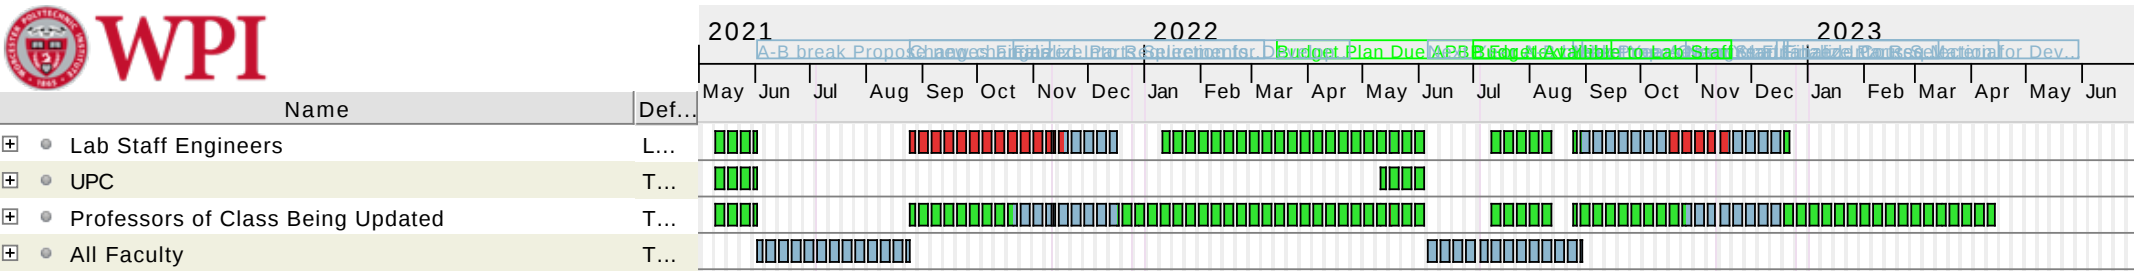 WPI
2021 2022 2023
A-B break Propos
Budget Plan Due
May Jun Jul Aug Sep Oct Nov Dec Jan Feb Mar Apr May Jun Jul Aug Sep Oct Nov Dec Jan Feb Mar Apr May Jun
Name Def...
Lab Staff Engineers L...
UPC T...
Professors of Class Being Updated T...
All Faculty T...